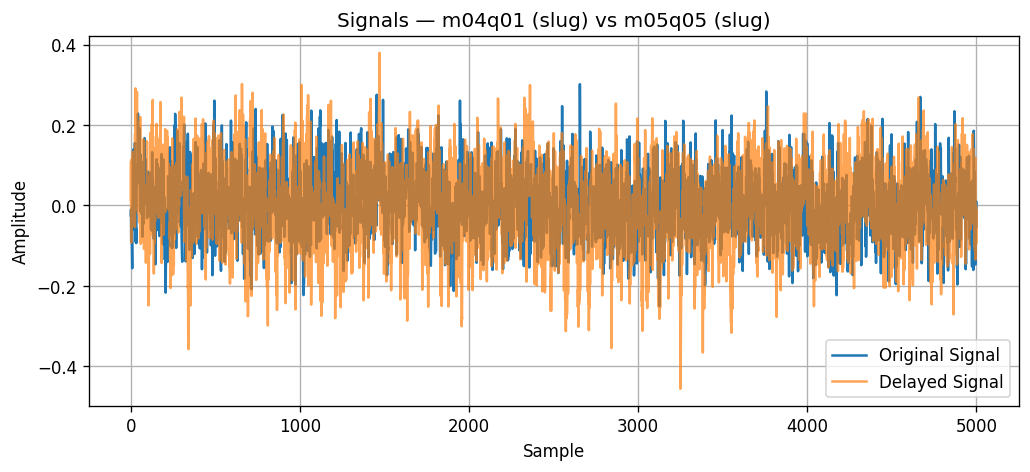 Signals — m04q01 (slug) vs m05q05 (slug)
Amplitude
0.4
0.2
0.0
−0.2
−0.4
Original Signal
Delayed Signal
0 1000 2000 3000 4000 5000
Sample